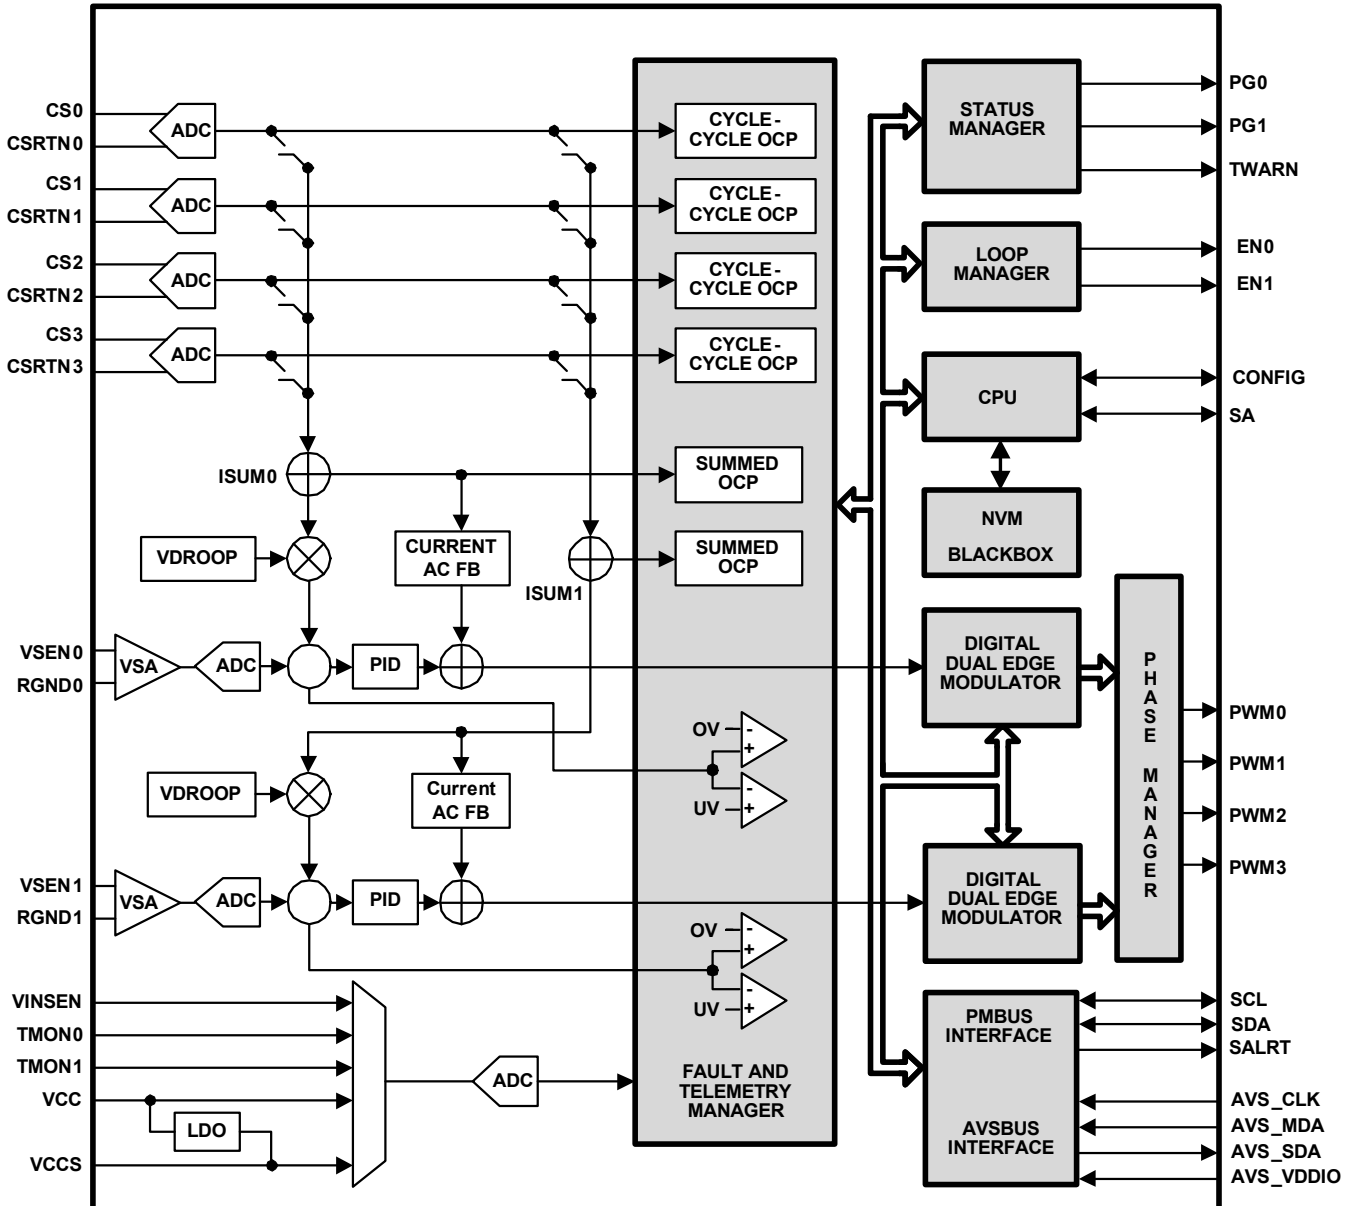 CS0
CSRTN0
CS1
CSRTN1
CS2
CSRTN2
CS3
CSRTN3
ADC
ADC
ADC
ADC
CYCLE-
CYCLE OCP
CYCLE-
CYCLE OCP
CYCLE-
CYCLE OCP
CYCLE-
CYCLE OCP
ISUM0
SUMMED
OCP
VDROOP
CURRENT
AC FB
ISUM1
SUMMED
OCP
VSEN0
RGND0
VSA
ADC
PID
OV
-
+
-
UV
+
VDROOP
Current
AC FB
VSEN1
RGND1
VSA
ADC
PID
OV
-
+
-
UV
+
VINSEN
TMON0
TMON1
VCC
LDO
VCCS
ADC
FAULT AND
TELEMETRY
MANAGER
STATUS
MANAGER
PG0
PG1
TWARN
LOOP
MANAGER
EN0
EN1
CPU
CONFIG
SA
NVM
BLACKBOX
DIGITAL
DUAL EDGE
MODULATOR
DIGITAL
DUAL EDGE
MODULATOR
PHASE MANAGER
PWM0
PWM1
PWM2
PWM3
PMBUS
INTERFACE
AVSBUS
INTERFACE
SCL
SDA
SALRT
AVS_CLK
AVS_MDA
AVS_SDA
AVS_VDDIO